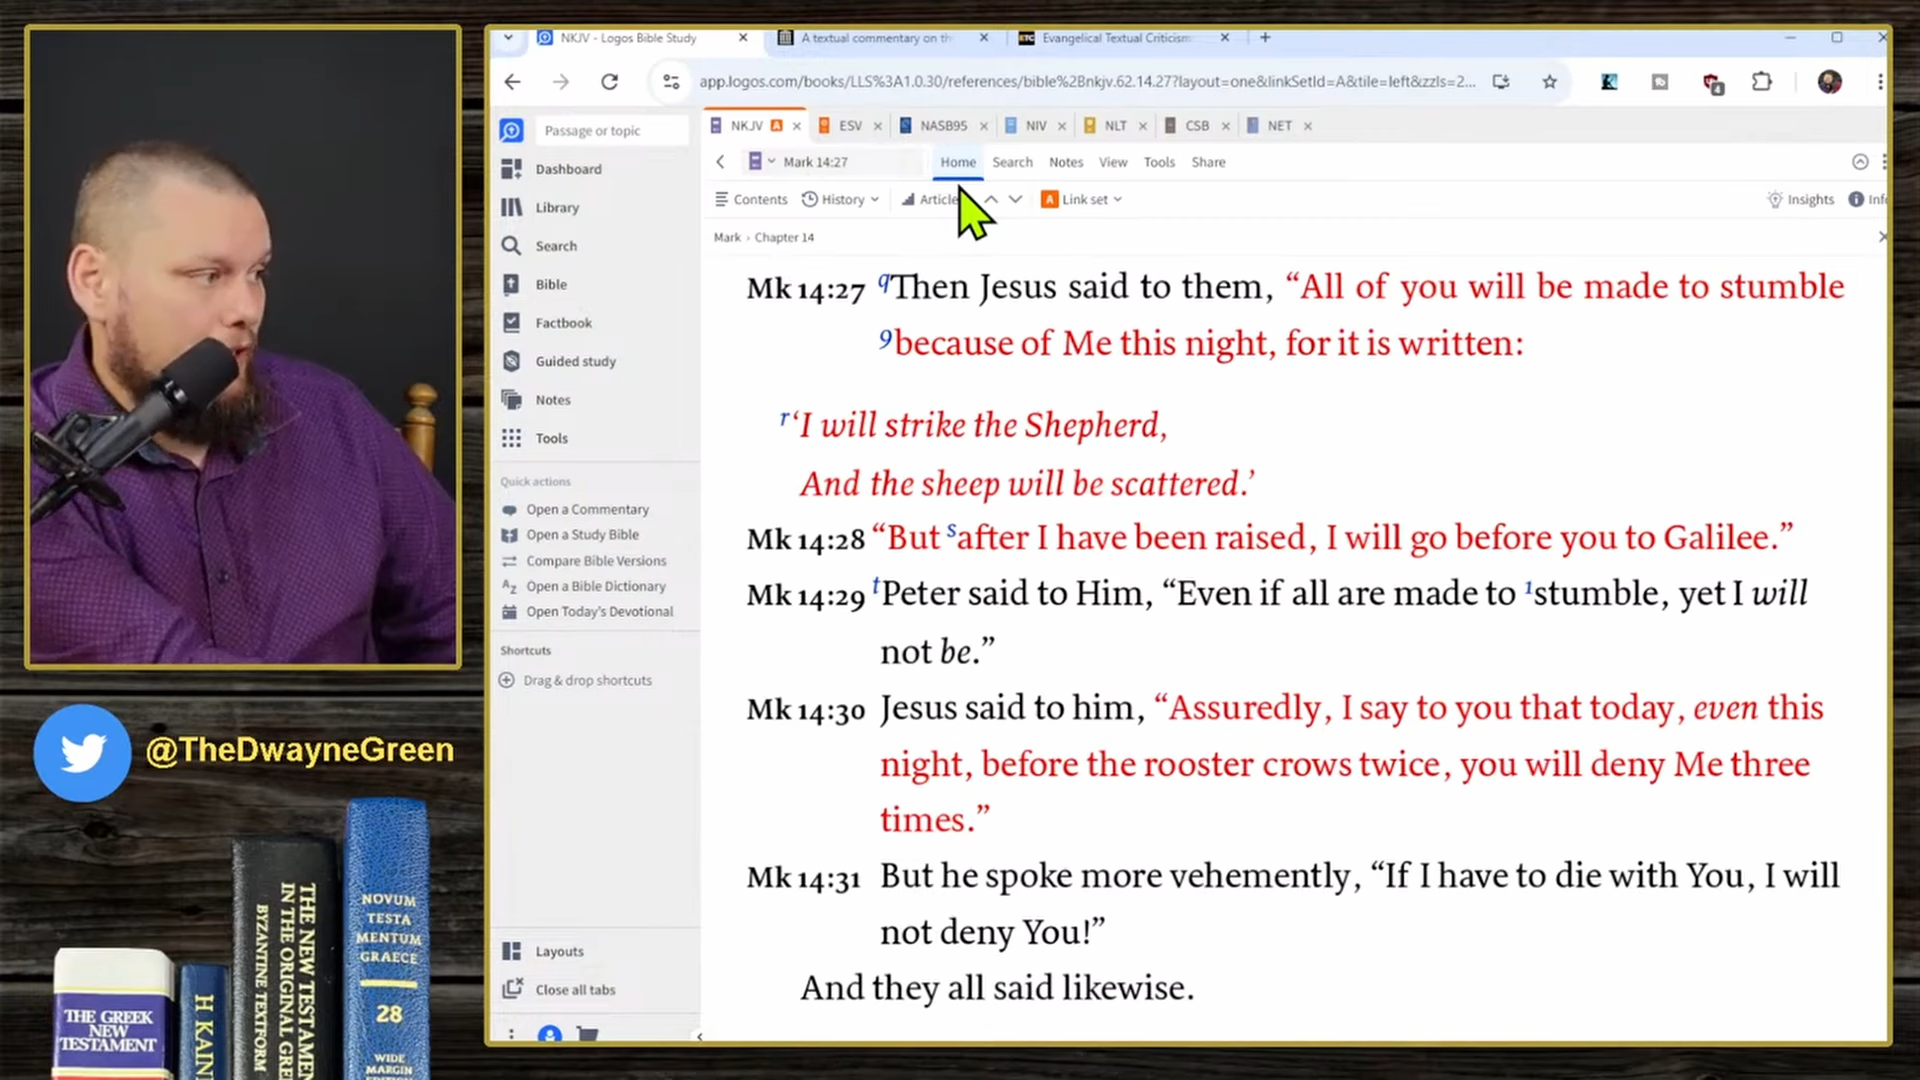 NKJV - Logos Bible Study
A textual commentary on th
ETC Evangelical Textual Criticism
app.logos.com/books/LLS%3A1.0.30/references/bible%2Bnkjv.62.14.27?layout=one&linkSetId=A&tile=left&zzls=2...
Passage or topic
NKJV A ESV NASB95 NIV NLT CSB NET
Mark 14:27 Home Search Notes View Tools Share
Contents History Article A Link set Insights
Mark › Chapter 14
Dashboard
Library
Search
Bible
Factbook
Guided study
Notes
Tools
Quick actions
Open a Commentary
Open a Study Bible
Compare Bible Versions
Open a Bible Dictionary
Open Today's Devotional
Shortcuts
Drag & drop shortcuts
Layouts
Close all tabs
Mk 14:27 qThen Jesus said to them, “All of you will be made to stumble
9because of Me this night, for it is written:
r‘I will strike the Shepherd,
And the sheep will be scattered.’
Mk 14:28 “But safter I have been raised, I will go before you to Galilee.”
Mk 14:29 tPeter said to Him, “Even if all are made to 1stumble, yet I will
not be.”
Mk 14:30 Jesus said to him, “Assuredly, I say to you that today, even this
night, before the rooster crows twice, you will deny Me three
times.”
Mk 14:31 But he spoke more vehemently, “If I have to die with You, I will
not deny You!”
And they all said likewise.
@TheDwayneGreen
THE GREEK
NEW
TESTAMENT
THE NEW TESTAMEN
IN THE ORIGINAL GRE
BYZANTINE TEXTFORM
NOVUM
TESTA
MENTUM
GRAECE
28
WIDE
MARGIN